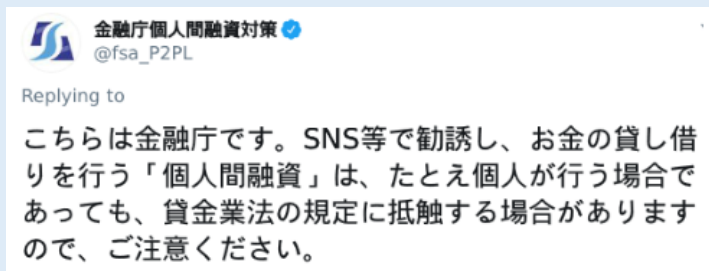 金融庁個人間融資対策
@fsa_P2PL
Replying to
こちらは金融庁です。SNS等で勧誘し、お金の貸し借
りを行う「個人間融資」は、たとえ個人が行う場合で
あっても、貸金業法の規定に抵触する場合があります
ので、ご注意ください。